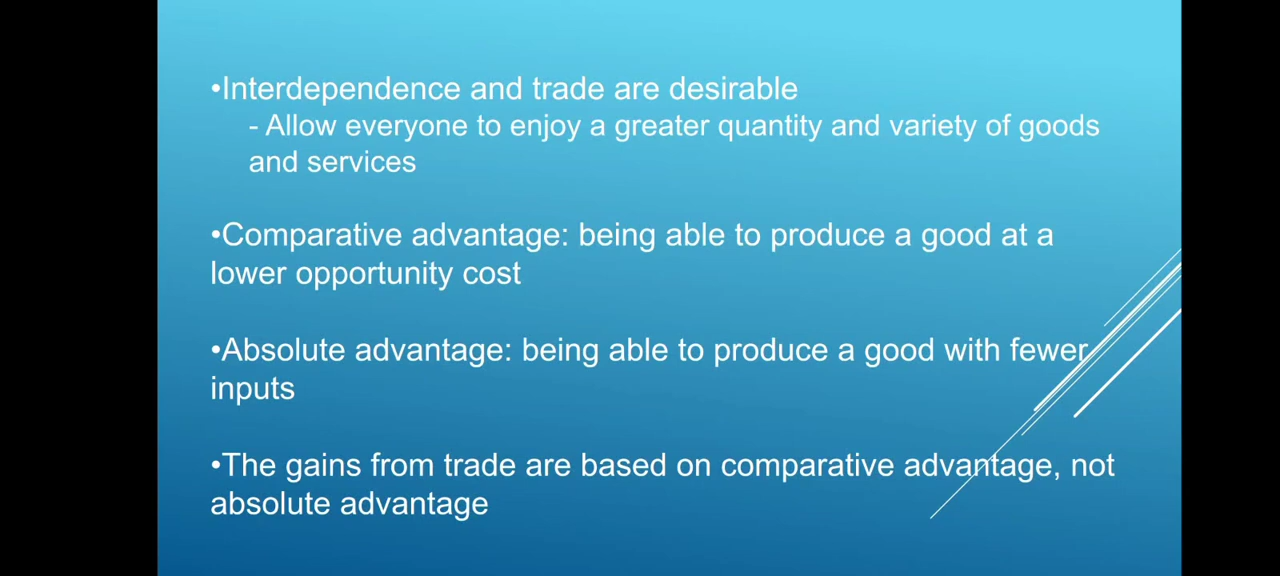 •Interdependence and trade are desirable
- Allow everyone to enjoy a greater quantity and variety of goods
and services
•Comparative advantage: being able to produce a good at a
lower opportunity cost
•Absolute advantage: being able to produce a good with fewer
inputs
•The gains from trade are based on comparative advantage, not
absolute advantage